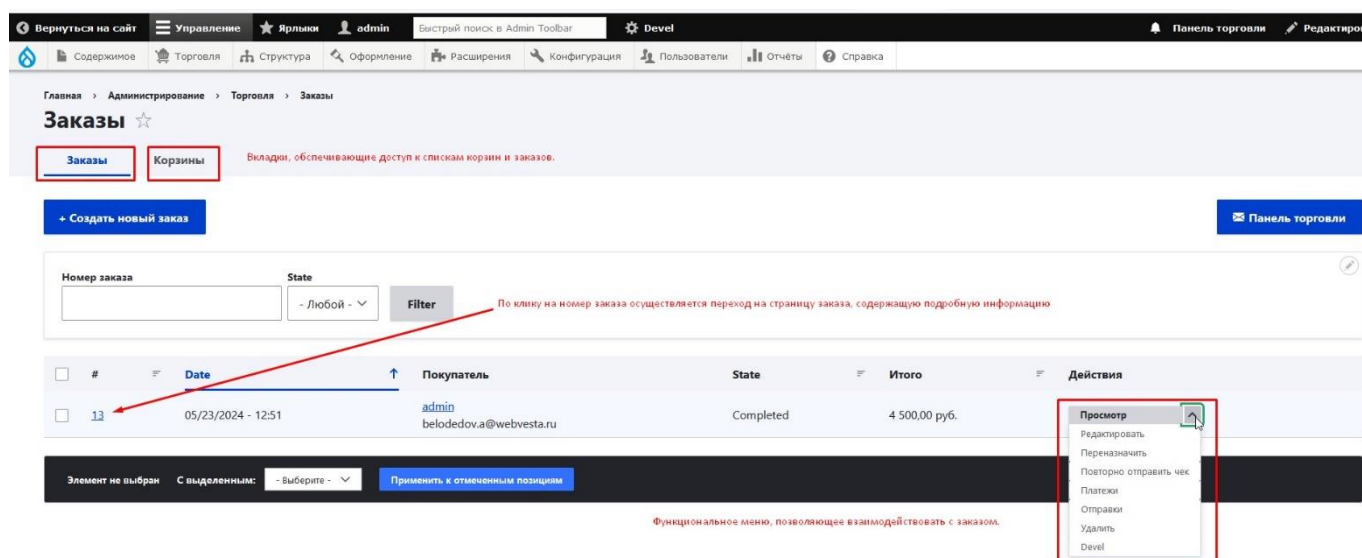 Вернуться на сайт Управление Ярлыки admin Быстрый поиск в Admin Toolbar Devel Панель торговли Редактиро
Содержимое Торговля Структура Оформление Расширения Конфигурация Пользователи Отчёты Справка
Главная › Администрирование › Торговля › Заказы
Заказы
Заказы Корзины Вкладки, обспечивающие доступ к спискам корзин и заказов.
+ Создать новый заказ Панель торговли
Номер заказа State
- Любой - Filter По клику на номер заказа осуществляется переход на страницу заказа, содержащую подробную информацию
# Date Покупатель State Итого Действия
13 05/23/2024 - 12:51 admin Completed 4 500,00 руб. Просмотр
belodedov.a@webvesta.ru
Редактировать
Переназначить
Повторно отправить чек
Элемент не выбран С выделенным: - Выберите - Применить к отмеченным позициям
Платежи
Отправки
Функциональное меню, позволяющее взаимодействовать с заказом.
Удалить
Devel